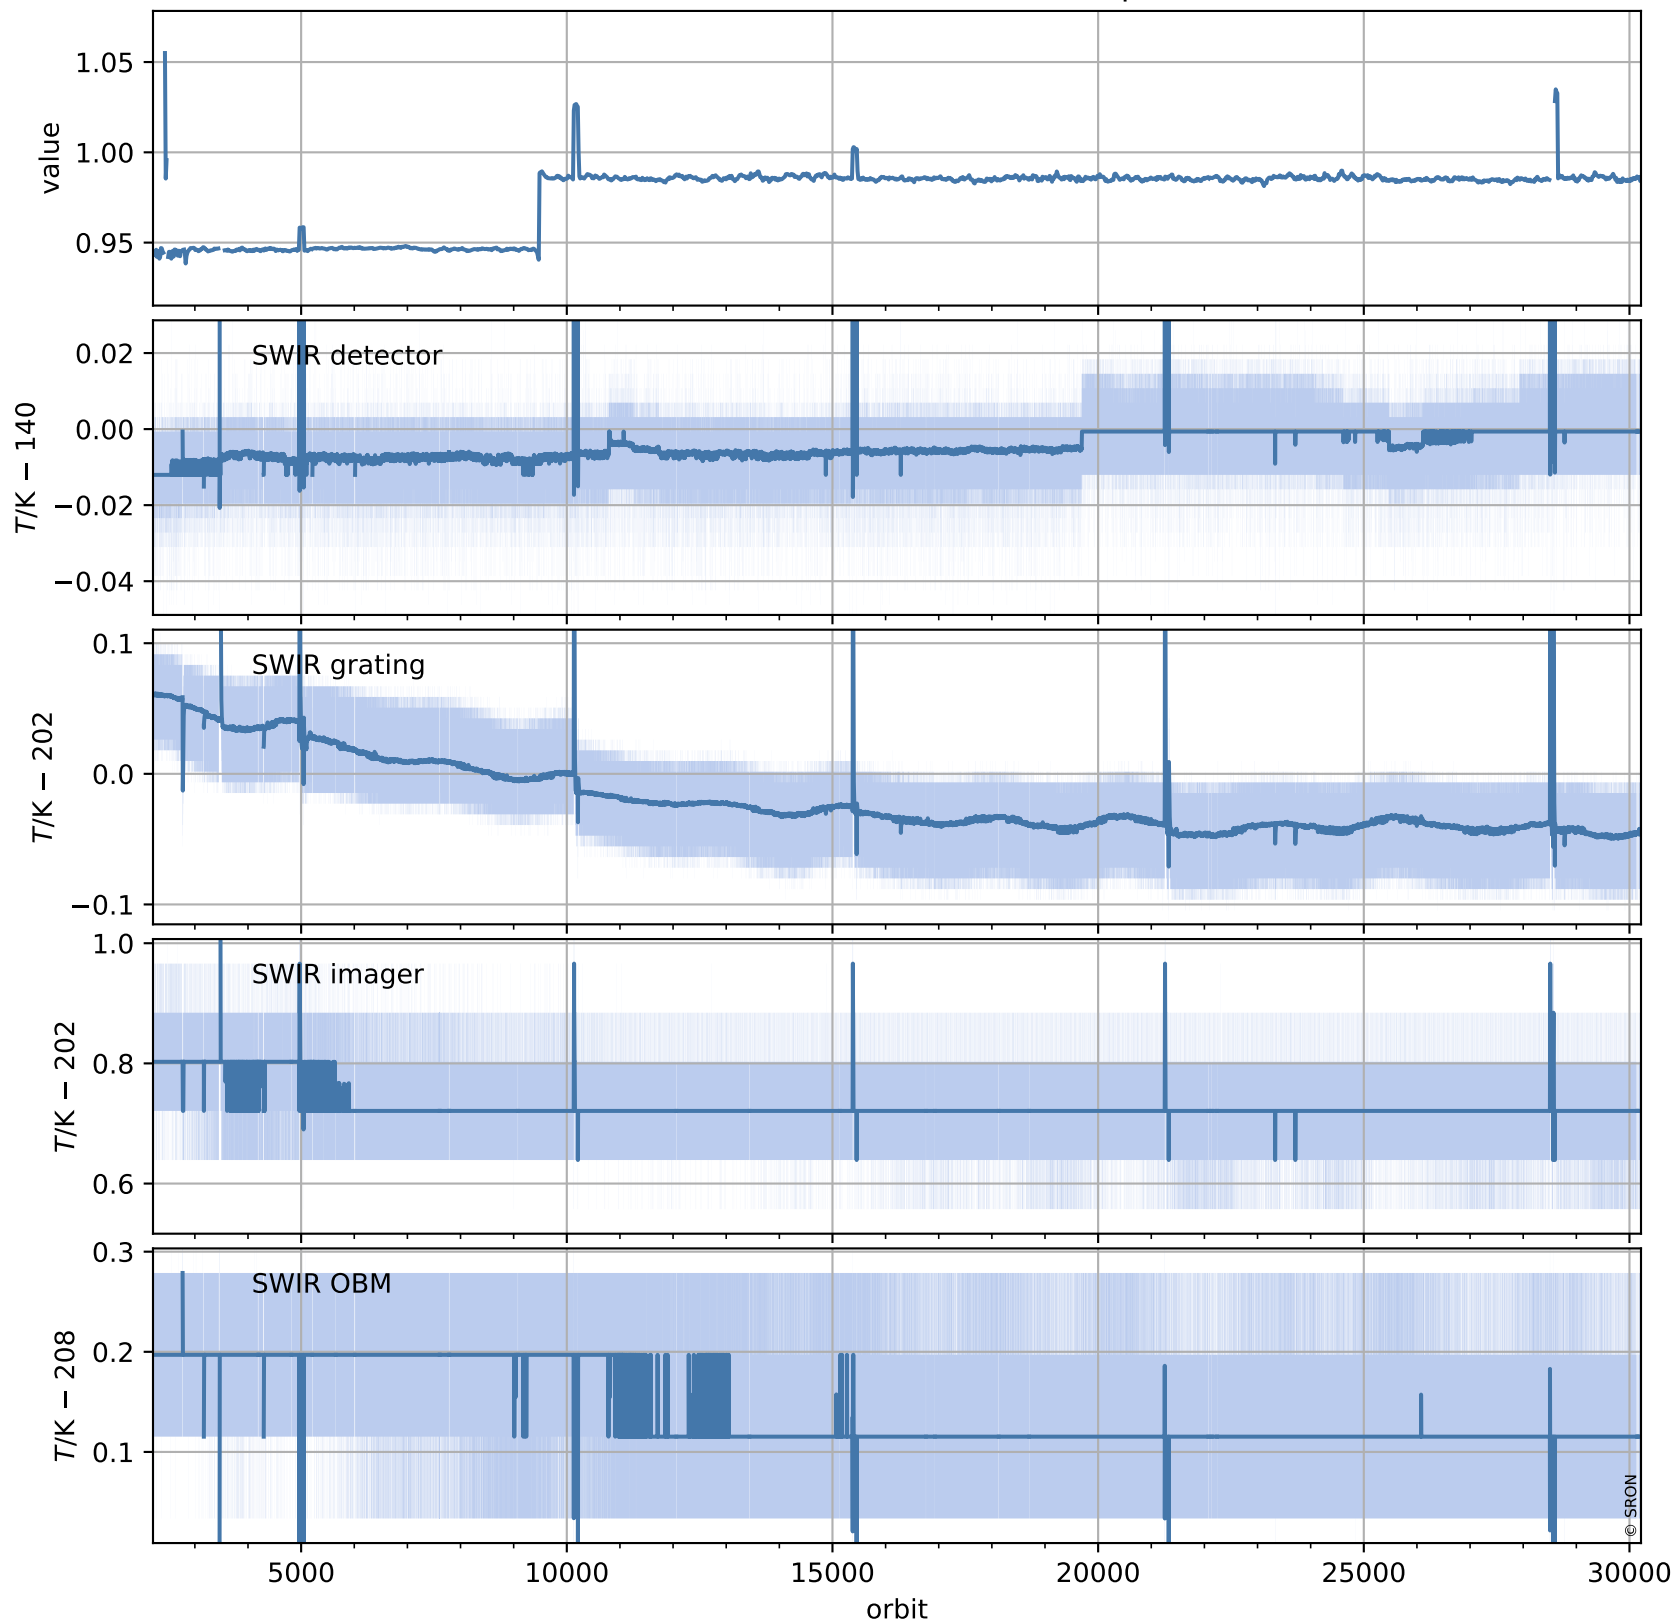 1.05
1.00
0.95
value
SWIR detector
0.02
0.00
−0.02
−0.04
T/K − 140
SWIR grating
0.1
0.0
−0.1
T/K − 202
SWIR imager
1.0
0.8
0.6
T/K − 202
SWIR OBM
0.3
0.2
0.1
T/K − 208
© SRON
5000 10000 15000 20000 25000 30000
orbit